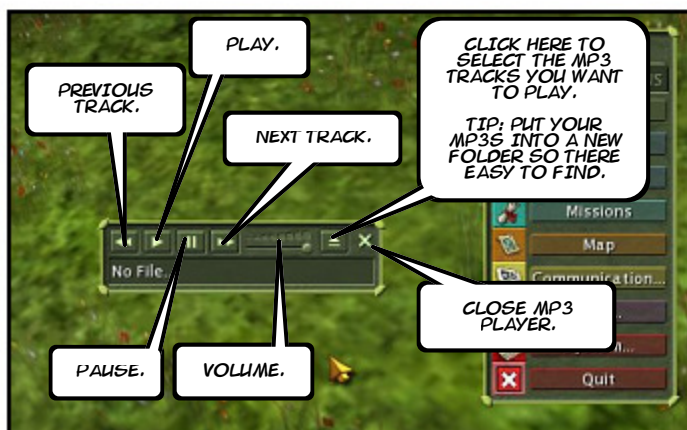 PLAY.
CLICK HERE TO
SELECT THE MP3
TRACKS YOU WANT
TO PLAY.
TIP: PUT YOUR
MP3S INTO A NEW
FOLDER SO THERE
EASY TO FIND.
PREVIOUS
TRACK.
NEXT TRACK.
Missions
Map
No File..
Communication...
CLOSE MP3
PLAYER.
PAUSE.
VOLUME.
Quit